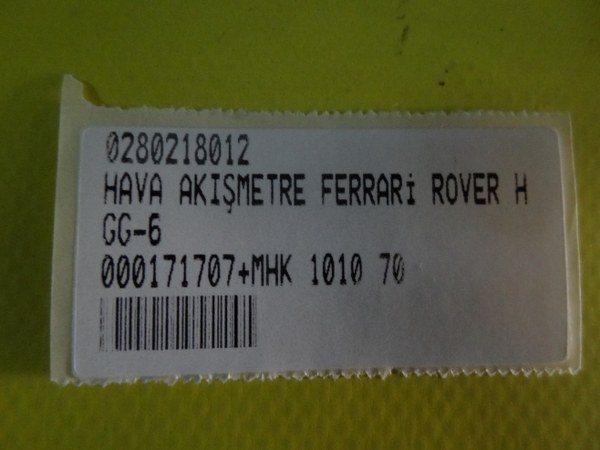 0280218012
HAVA AKIŞMETRE FERRARİ ROVER H
GG-6
000171707+MHK 1010 70